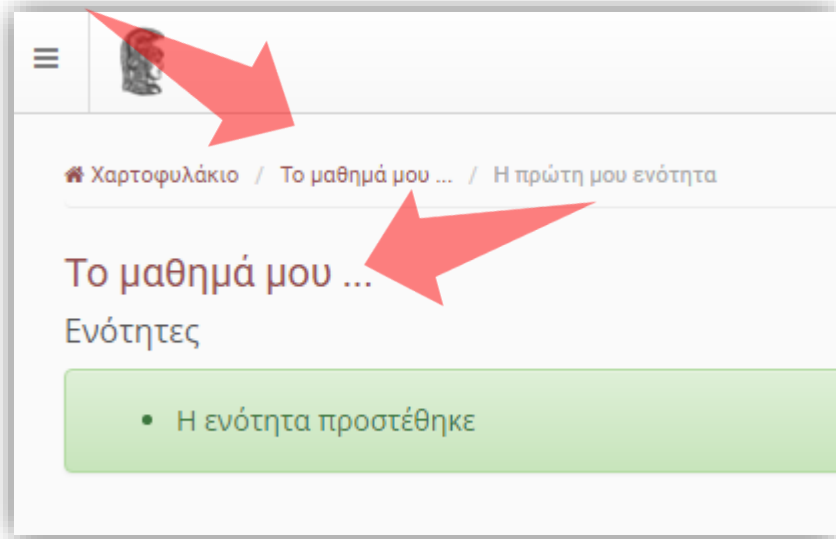 Χαρτοφυλάκιο / Το μαθημά μου ... / Η πρώτη μου ενότητα
Το μαθημά μου ...
Ενότητες
• Η ενότητα προστέθηκε